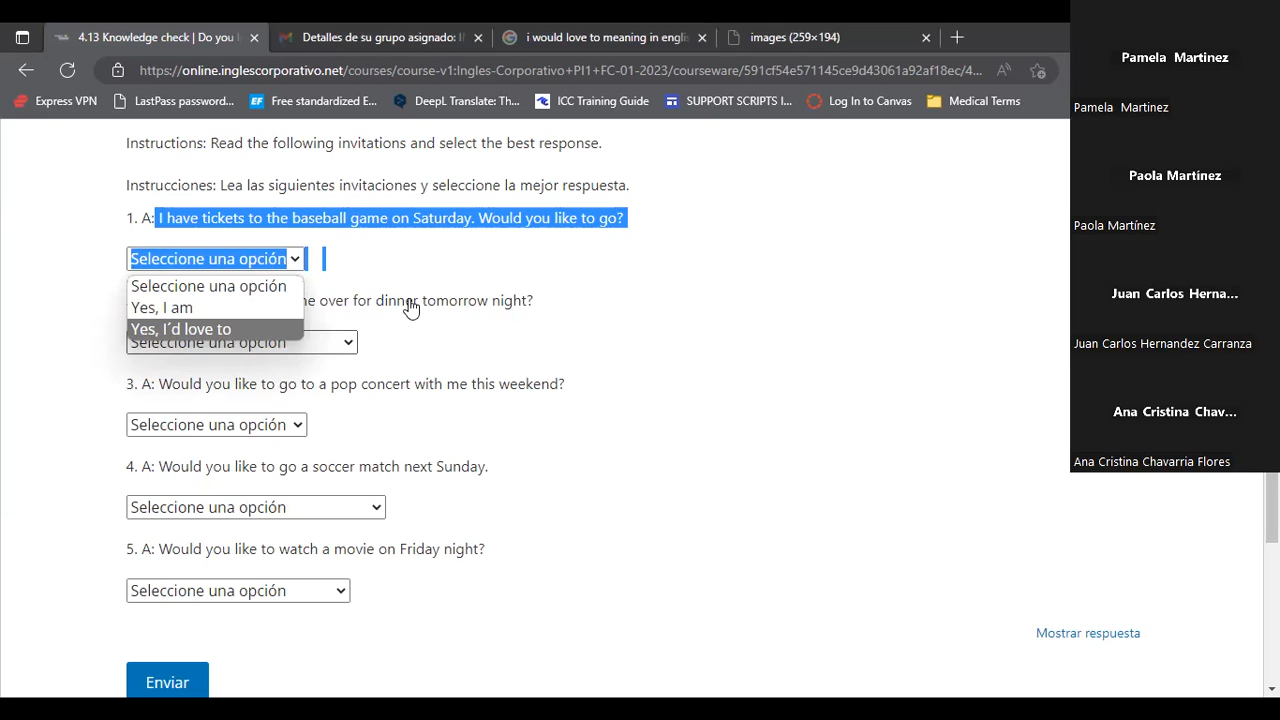 4.13 Knowledge check | Do you l
Detalles de su grupo asignado: I
i would love to meaning in englis
images (259×194)
https://online.inglescorporativo.net/courses/course-v1:Ingles-Corporativo+PI1+FC-01-2023/courseware/591cf54e571145ce9d43061a92af18ec/4...
Express VPN
LastPass password...
Free standardized E...
DeepL Translate: Th...
ICC Training Guide
SUPPORT SCRIPTS I...
Log In to Canvas
Medical Terms
Instructions: Read the following invitations and select the best response.
Instrucciones: Lea las siguientes invitaciones y seleccione la mejor respuesta.
1. A: I have tickets to the baseball game on Saturday. Would you like to go?
Seleccione una opción
Seleccione una opción
Yes, I am
Yes, I´d love to
me over for dinner tomorrow night?
Seleccione una opción
3. A: Would you like to go to a pop concert with me this weekend?
Seleccione una opción
4. A: Would you like to go a soccer match next Sunday.
Seleccione una opción
5. A: Would you like to watch a movie on Friday night?
Seleccione una opción
Mostrar respuesta
Enviar
Pamela Martinez
Pamela Martinez
Paola Martínez
Paola Martínez
Juan Carlos Herna...
Juan Carlos Hernandez Carranza
Ana Cristina Chav...
Ana Cristina Chavarria Flores